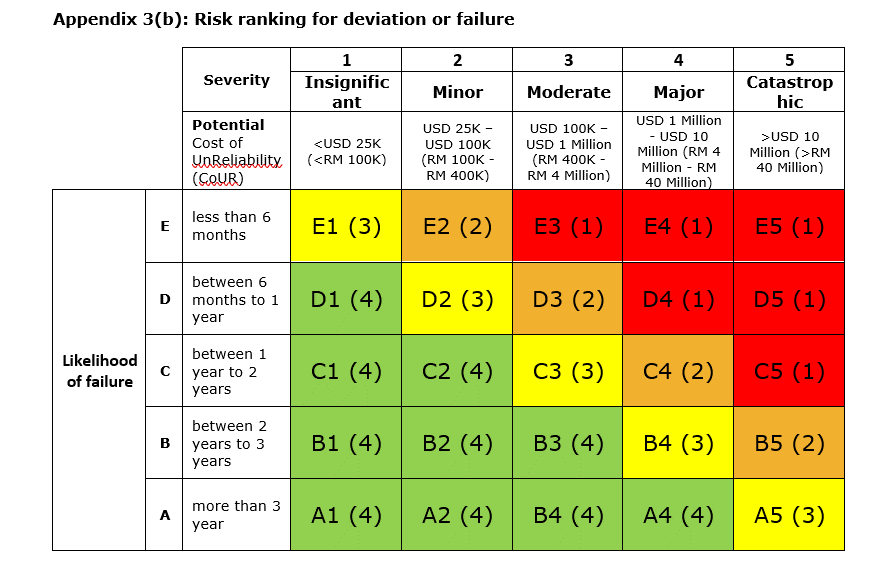 Appendix 3(b): Risk ranking for deviation or failure
Severity
1
2
3
4
5
Insignific
ant
Minor
Moderate
Major
Catastrop
hic
Potential
Cost of
UnReliability
(CoUR)
<USD 25K
(<RM 100K)
USD 25K –
USD 100K
(RM 100K -
RM 400K)
USD 100K –
USD 1 Million
(RM 400K -
RM 4 Million)
USD 1 Million
- USD 10
Million (RM 4
Million - RM
40 Million)
>USD 10
Million (>RM
40 Million)
Likelihood
of failure
E
less than 6
months
E1 (3)
E2 (2)
E3 (1)
E4 (1)
E5 (1)
D
between 6
months to 1
year
D1 (4)
D2 (3)
D3 (2)
D4 (1)
D5 (1)
C
between 1
year to 2
years
C1 (4)
C2 (4)
C3 (3)
C4 (2)
C5 (1)
B
between 2
years to 3
years
B1 (4)
B2 (4)
B3 (4)
B4 (3)
B5 (2)
A
more than 3
year
A1 (4)
A2 (4)
B4 (4)
A4 (4)
A5 (3)